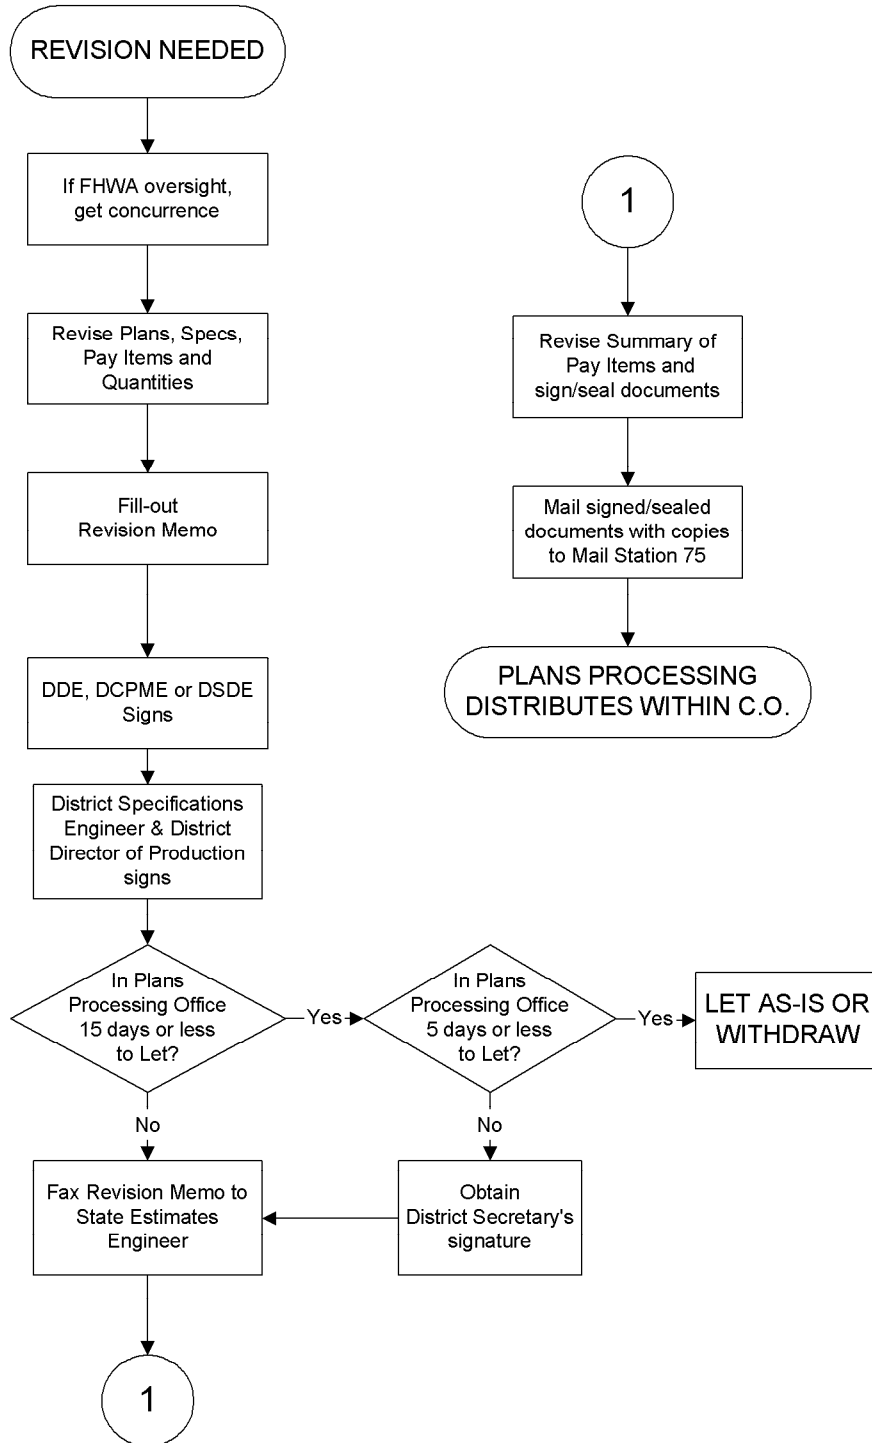 REVISION NEEDED
If FHWA oversight,
get concurrence
Revise Plans, Specs,
Pay Items and
Quantities
Fill-out
Revision Memo
DDE, DCPME or DSDE
Signs
District Specifications
Engineer & District
Director of Production
signs
In Plans
Processing Office
15 days or less
to Let?
Yes
In Plans
Processing Office
5 days or less
to Let?
Yes
LET AS-IS OR
WITHDRAW
No
No
Fax Revision Memo to
State Estimates
Engineer
Obtain
District Secretary's
signature
1
1
Revise Summary of
Pay Items and
sign/seal documents
Mail signed/sealed
documents with copies
to Mail Station 75
PLANS PROCESSING
DISTRIBUTES WITHIN C.O.